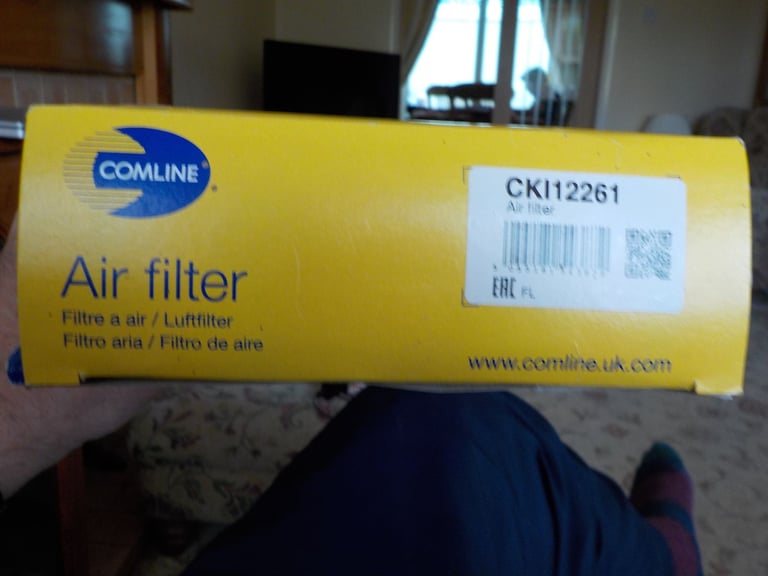 COMLINE
CKI12261
Air filter
EAC FL
Air filter
Filtre a air / Luftfilter
Filtro aria / Filtro de aire
www.comline.uk.com